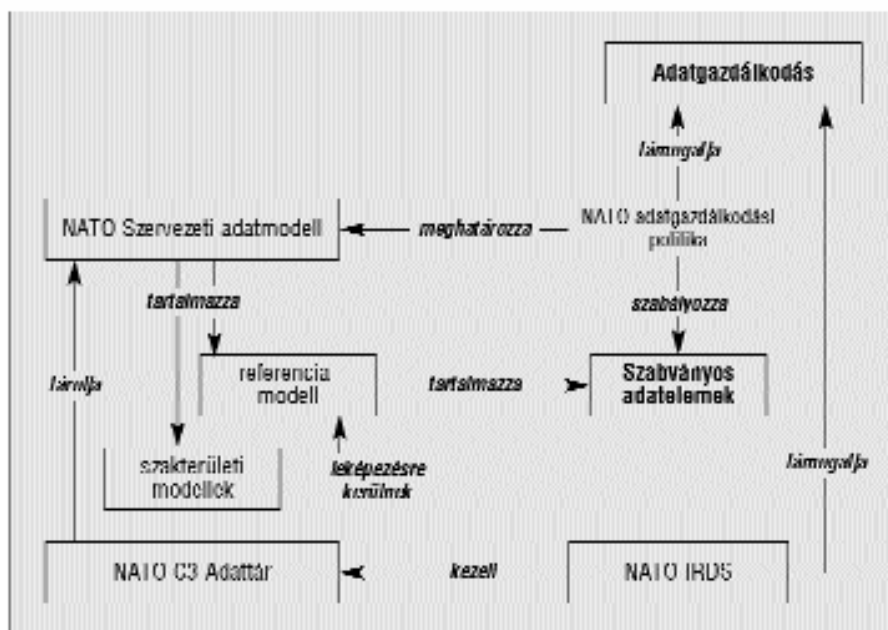 Adatgazdálkodás
támogatja
NATO Szervezeti adatmodell
meghatározza
NATO adatgazdálkodási
politika
tartalmazza
szabályozza
tárolja
referencia
modell
tartalmazza
Szabványos
adatelemek
szakterületi
modellek
leképezésre
kerülnek
támogatja
NATO C3 Adattár
kezeli
NATO IRDS